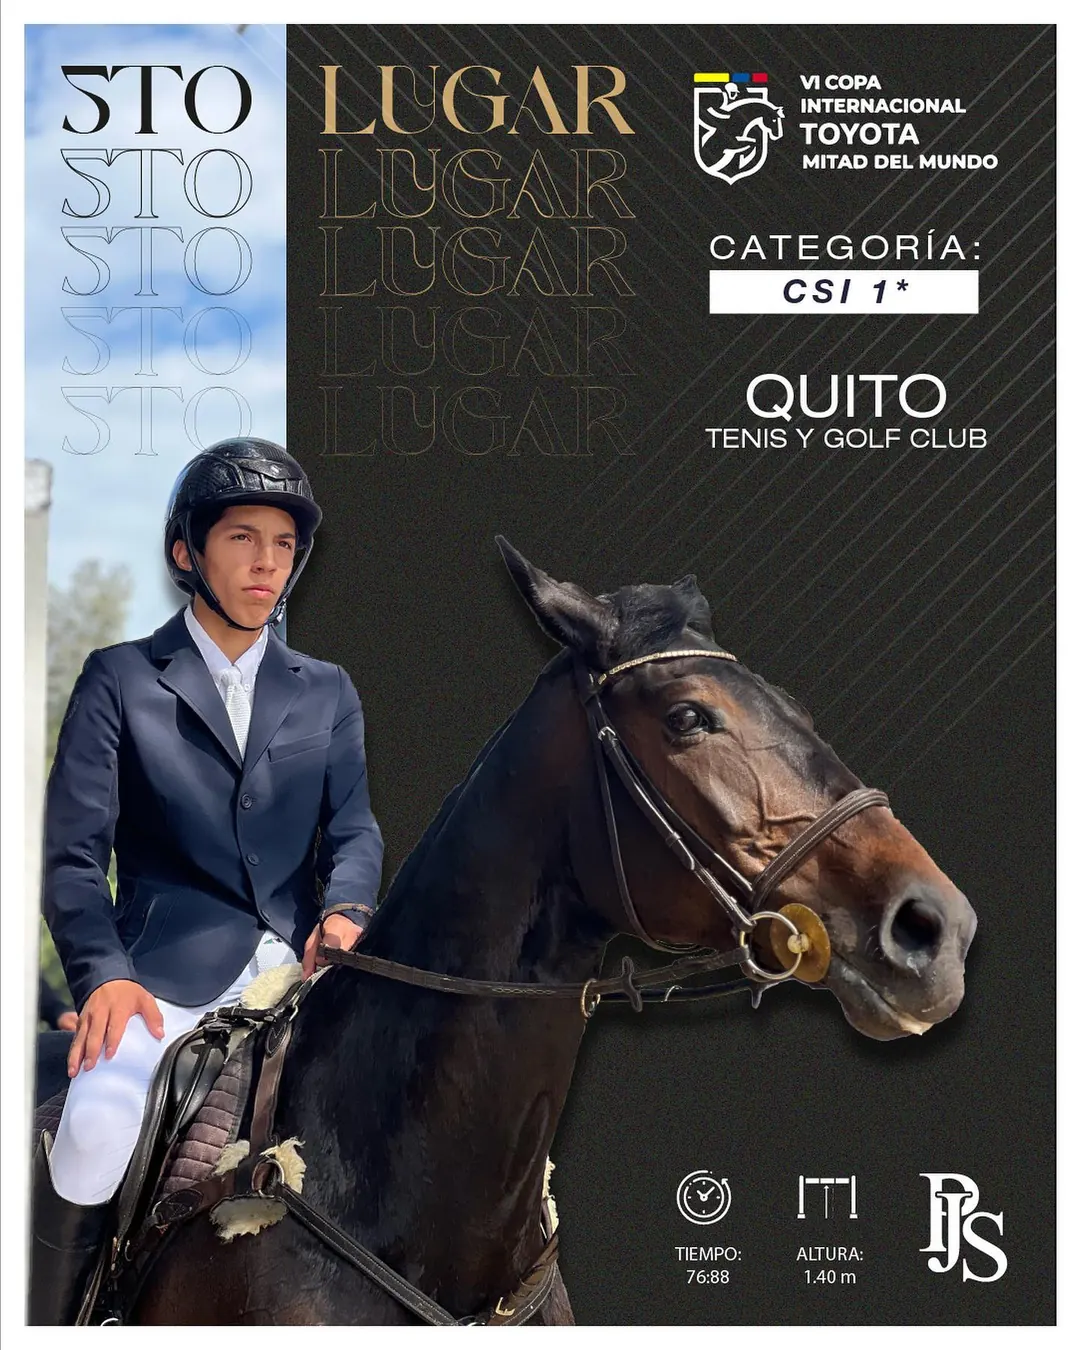 5TO LUGAR
5TO LUGAR
5TO LUGAR
5TO LUGAR
5TO LUGAR
VI COPA
INTERNACIONAL
TOYOTA
MITAD DEL MUNDO
CATEGORÍA:
CSI 1*
QUITO
TENIS Y GOLF CLUB
TIEMPO:
76:88
ALTURA:
1.40 m
PJS